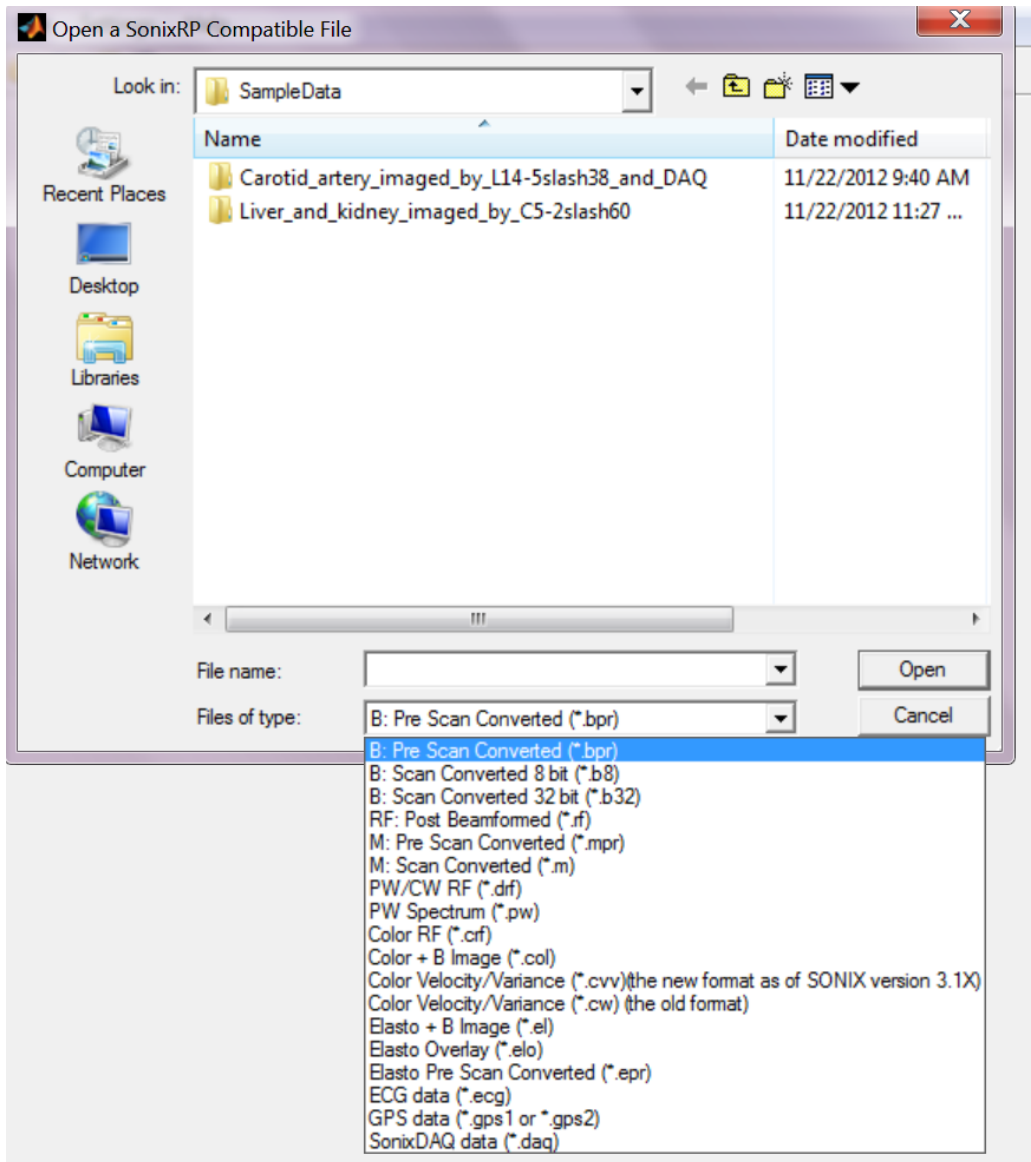 Open a SonixRP Compatible File
X
Look in:
SampleData
Name
Date modified
Carotid_artery_imaged_by_L14-5slash38_and_DAQ
11/22/2012 9:40 AM
Liver_and_kidney_imaged_by_C5-2slash60
11/22/2012 11:27 ...
Recent Places
Desktop
Libraries
Computer
Network
File name:
Open
Files of type:
B: Pre Scan Converted (*.bpr)
Cancel
B: Pre Scan Converted (*.bpr)
B: Scan Converted 8 bit (*.b8)
B: Scan Converted 32 bit (*.b32)
RF: Post Beamformed (*.rf)
M: Pre Scan Converted (*.mpr)
M: Scan Converted (*.m)
PW/CW RF (*.drf)
PW Spectrum (*.pw)
Color RF (*.crf)
Color + B Image (*.col)
Color Velocity/Variance (*.cvv)(the new format as of SONIX version 3.1X)
Color Velocity/Variance (*.cw) (the old format)
Elasto + B Image (*.el)
Elasto Overlay (*.elo)
Elasto Pre Scan Converted (*.epr)
ECG data (*.ecg)
GPS data (*.gps1 or *.gps2)
SonixDAQ data (*.daq)